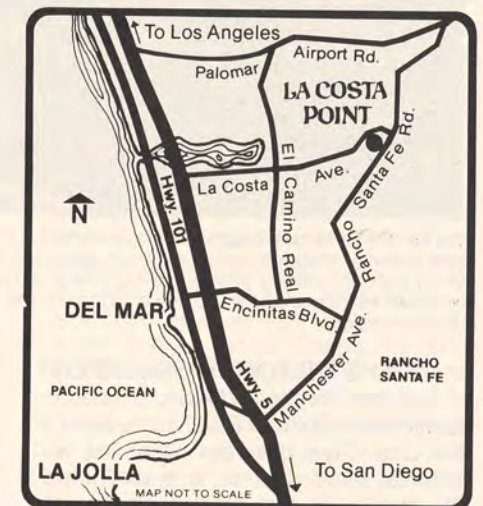 To Los Angeles
Palomar
Airport Rd.
LA COSTA
POINT
El Camino Real
La Costa
Ave.
Rancho
Santa Fe Rd.
Hwy. 101
N
DEL MAR
Encinitas Blvd.
Hwy. 5
Manchester Ave.
RANCHO
SANTA FE
PACIFIC OCEAN
LA JOLLA
To San Diego
MAP NOT TO SCALE